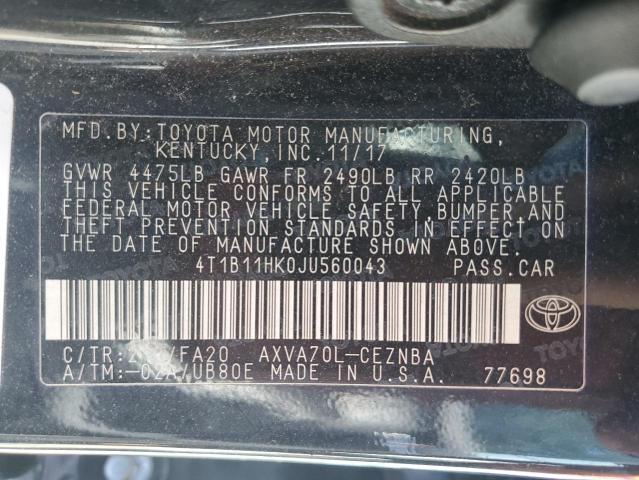 MFD.BY:TOYOTA MOTOR MANUFACTURING,
KENTUCKY,INC.11/17
GVWR 4475LB GAWR FR 2490LB RR 2420LB
THIS VEHICLE CONFORMS TO ALL APPLICABLE
FEDERAL MOTOR VEHICLE SAFETY,BUMPER,AND
THEFT PREVENTION STANDARDS IN EFFECT ON
THE DATE OF MANUFACTURE SHOWN ABOVE.
4T1B11HK0JU560043 PASS.CAR
C/TR: /FA20 AXVA70L-CEZNBA
A/TM:-02A/UB80E MADE IN U.S.A. 77698